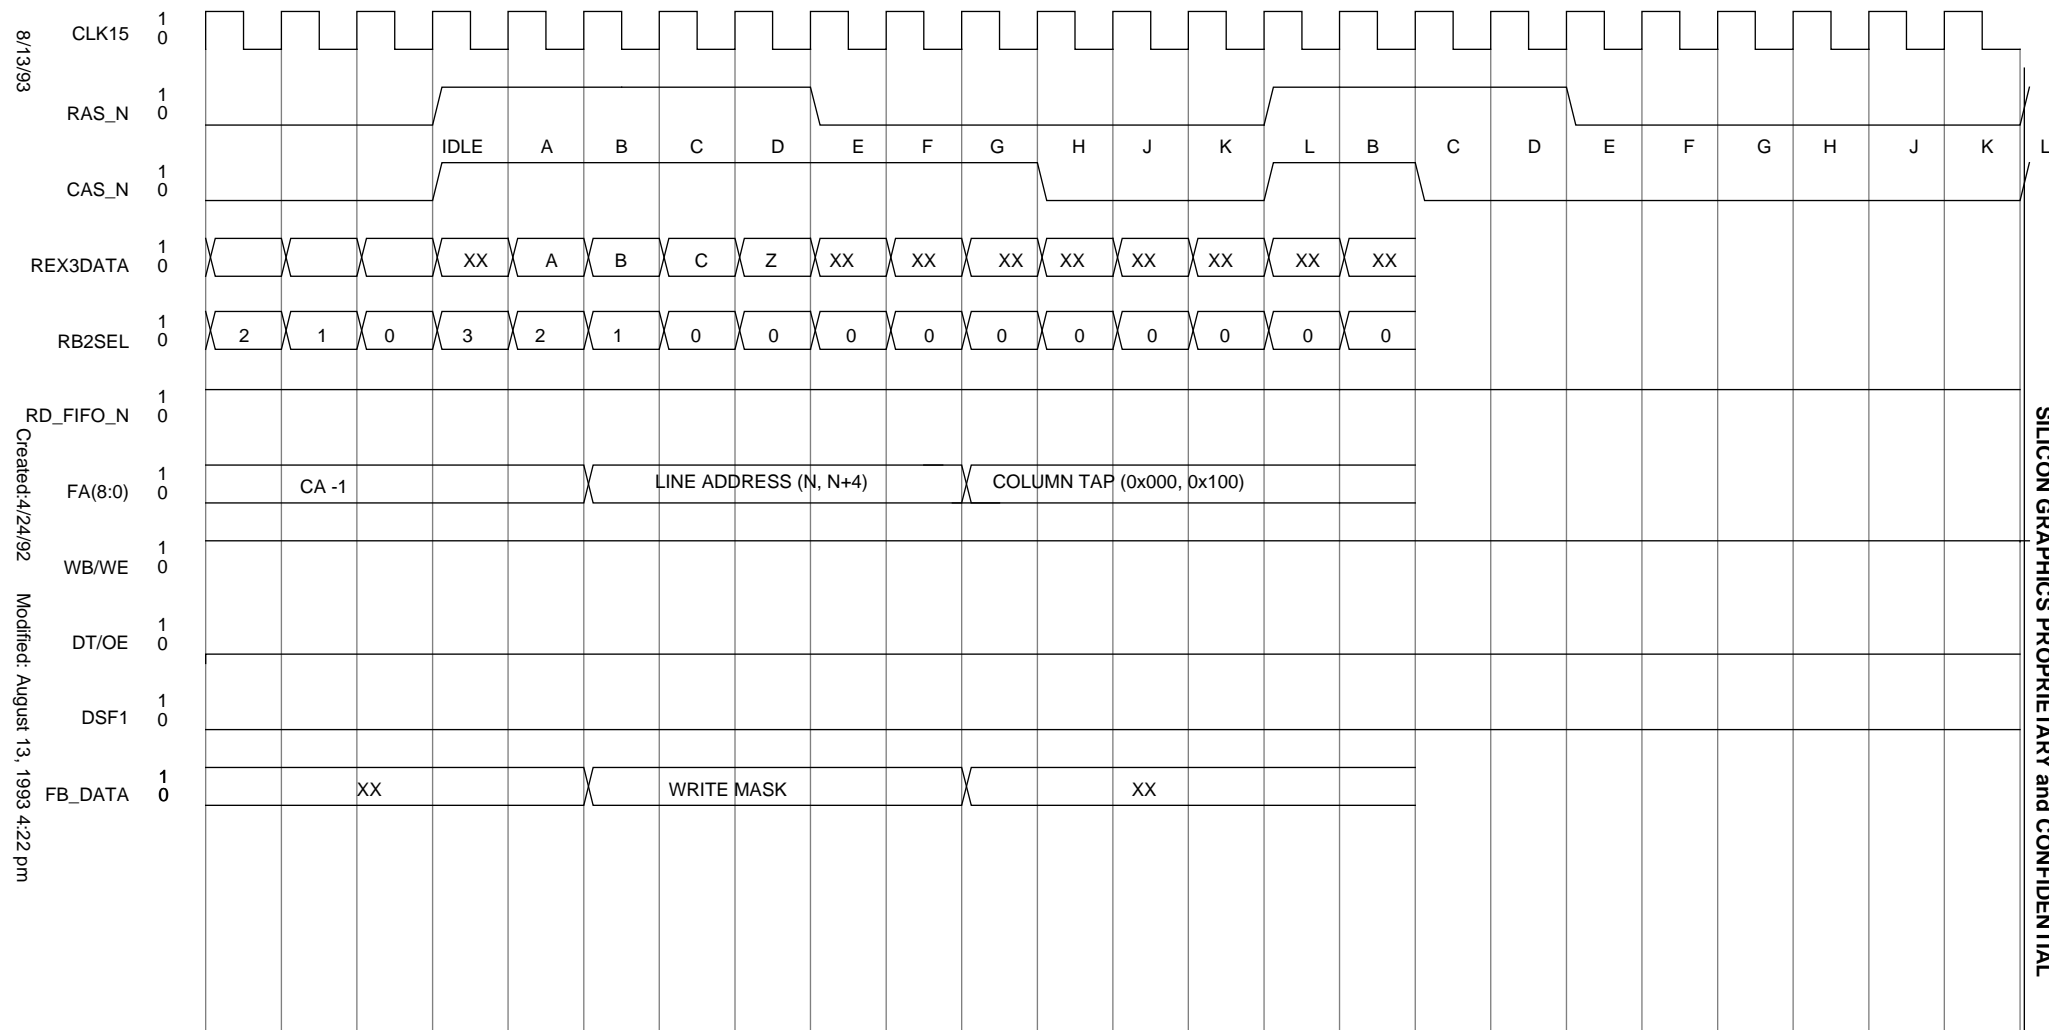 CLK15 1 0
RAS_N 1 0
IDLE A B C D E F G H J K L B C D E F G H J K L
CAS_N 1 0
REX3DATA 1 0 XX A B C Z XX XX XX XX XX XX XX XX
RB2SEL 1 0 2 1 0 3 2 1 0 0 0 0 0 0 0 0 0 0
RD_FIFO_N 1 0
FA(8:0) 1 0 CA -1 LINE ADDRESS (N, N+4) COLUMN TAP (0x000, 0x100)
WB/WE 1 0
DT/OE 1 0
DSF1 1 0
FB_DATA 1 0 XX WRITE MASK XX
8/13/93
Created:4/24/92 Modified: August 13, 1993 4:22 pm
SILICON GRAPHICS PROPRIETARY and CONFIDENTIAL